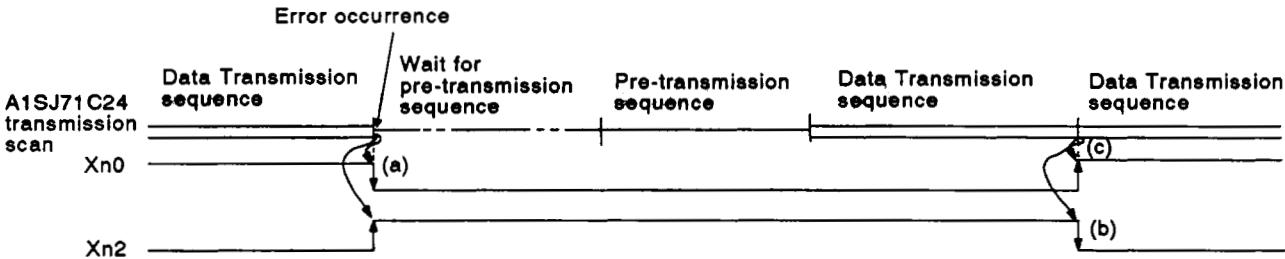 Error occurrence
Data Transmission
sequence
Wait for
pre-transmission
sequence
Pre-transmission
sequence
Data Transmission
sequence
Data Transmission
sequence
A1SJ71C24
transmission
scan
Xn0
(a)
(c)
(b)
Xn2